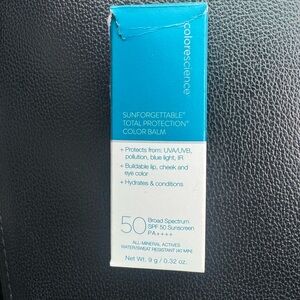 colorescience
SUNFORGETTABLE®
TOTAL PROTECTION™
COLOR BALM
+ Protects from: UVA/UVB,
pollution, blue light, IR
+ Buildable lip, cheek and
eye color
+ Hydrates & conditions
50 Broad Spectrum
SPF 50 Sunscreen
PA++++
ALL-MINERAL ACTIVES
WATER/SWEAT RESISTANT (40 MIN)
Net Wt. 9 g / 0.32 oz.